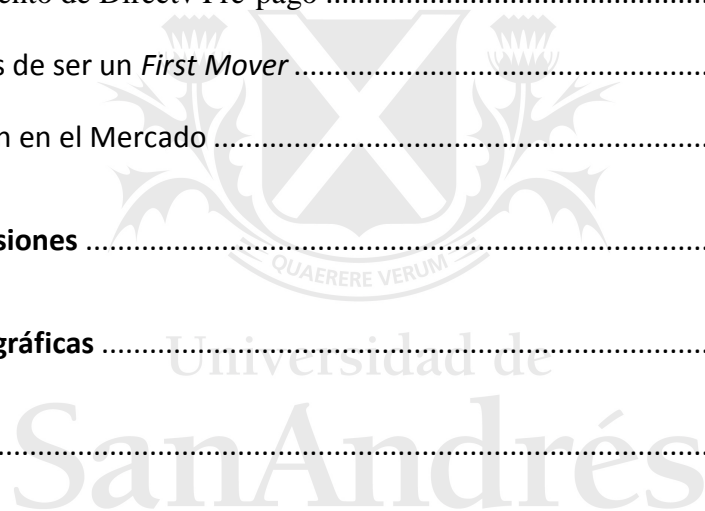 ento de Directv Pre-pago ..........................................................
s de ser un First Mover ..............................................................
n en el Mercado ........................................................................
siones .......................................................................................
QUAERERE VERUM
gráficas .....................................................................................
Universidad de
...................................................................................................
SanAndrés